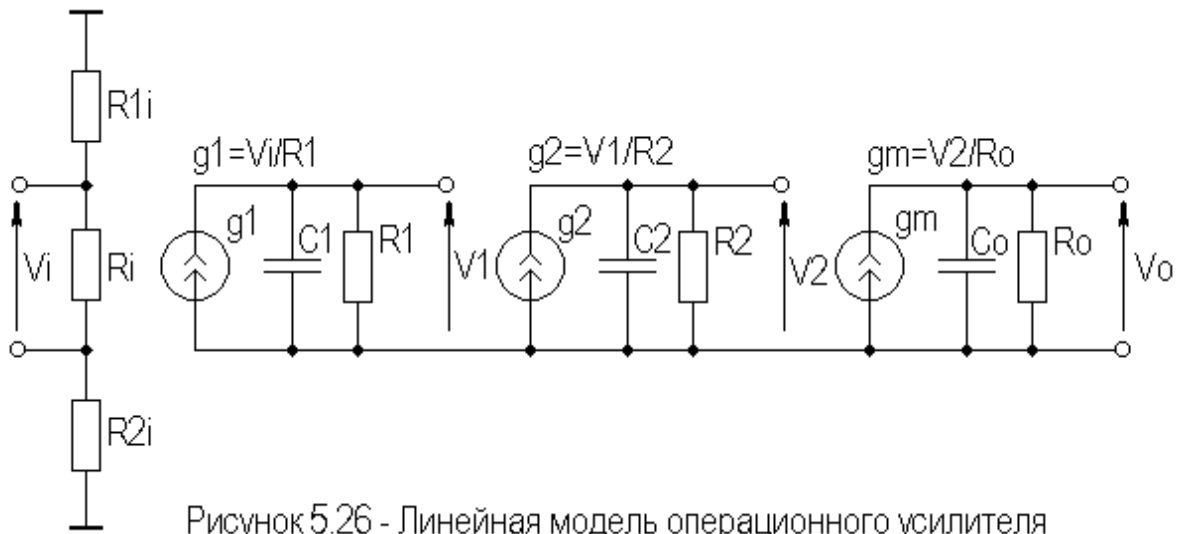 R1i
g1=Vi/R1
g2=V1/R2
gm=V2/Ro
Vi
Ri
g1
C1
R1
V1
g2
C2
R2
V2
gm
Co
Ro
Vo
R2i
Рисунок 5.26 - Линейная модель операционного усилителя